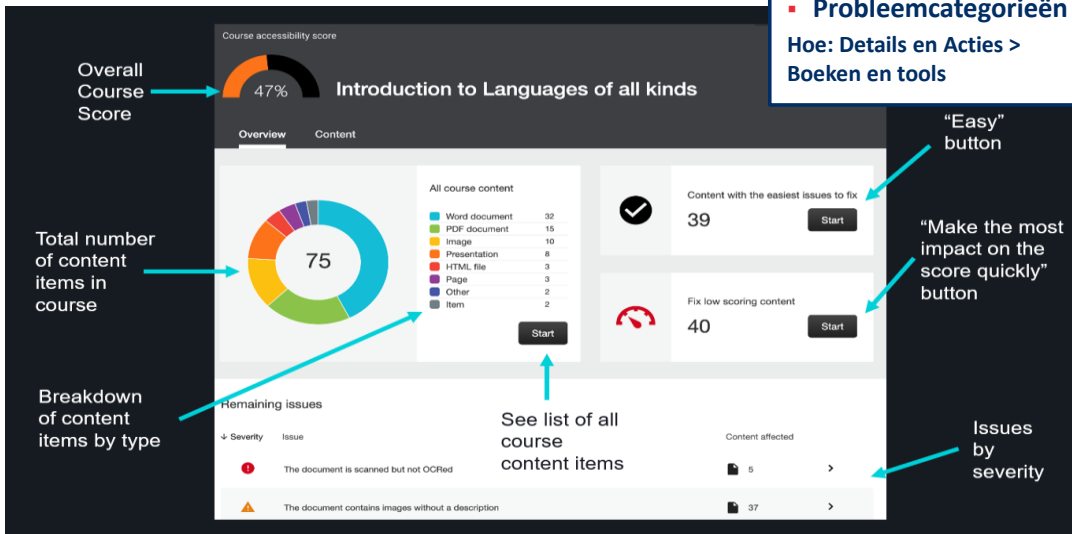 ▪ Probleemcategorieën
Hoe: Details en Acties >
Boeken en tools
Course accessibility score
47%
Introduction to Languages of all kinds
Overview Content
Overall
Course
Score
Total number
of content
items in
course
Breakdown
of content
items by type
75
All course content
Word document 32
PDF document 15
Image 10
Presentation 8
HTML file 3
Page 3
Other 2
Item 2
Start
Content with the easiest issues to fix
39
Start
Fix low scoring content
40
Start
“Easy”
button
“Make the most
impact on the
score quickly”
button
Remaining issues
See list of all
course
content items
Issues
by
severity
↓ Severity Issue Content affected
! The document is scanned but not OCRed 5 >
! The document contains images without a description 37 >